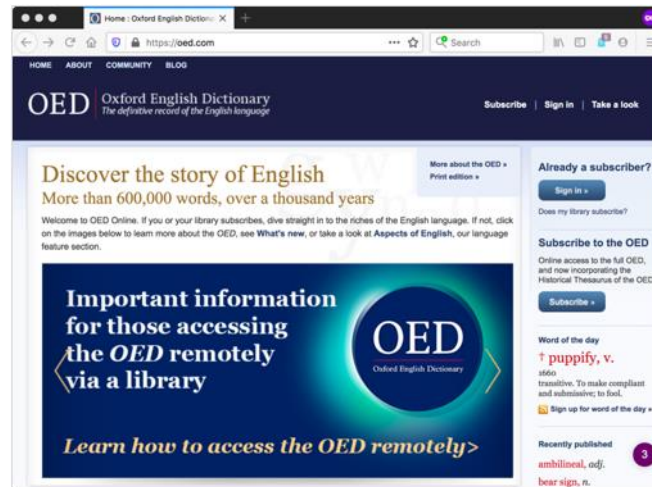 Home : Oxford English Dictiona
https://oed.com
Search
HOME ABOUT COMMUNITY BLOG
OED Oxford English Dictionary
The definitive record of the English language
Subscribe | Sign in | Take a look
Discover the story of English
More than 600,000 words, over a thousand years
More about the OED »
Print edition »
Welcome to OED Online. If you or your library subscribes, dive straight in to the riches of the English language. If not, click
on the images below to learn more about the OED, see What's new, or take a look at Aspects of English, our language
feature section.
Important information
for those accessing
the OED remotely
via a library
OED
Oxford English Dictionary
Learn how to access the OED remotely>
Already a subscriber?
Sign in »
Does my library subscribe?
Subscribe to the OED
Online access to the full OED,
and now incorporating the
Historical Thesaurus of the OED
Subscribe »
Word of the day
† puppify, v.
1660
transitive. To make compliant
and submissive; to fool.
Sign up for word of the day »
Recently published
ambilineal, adj.
bear sign, n.
3